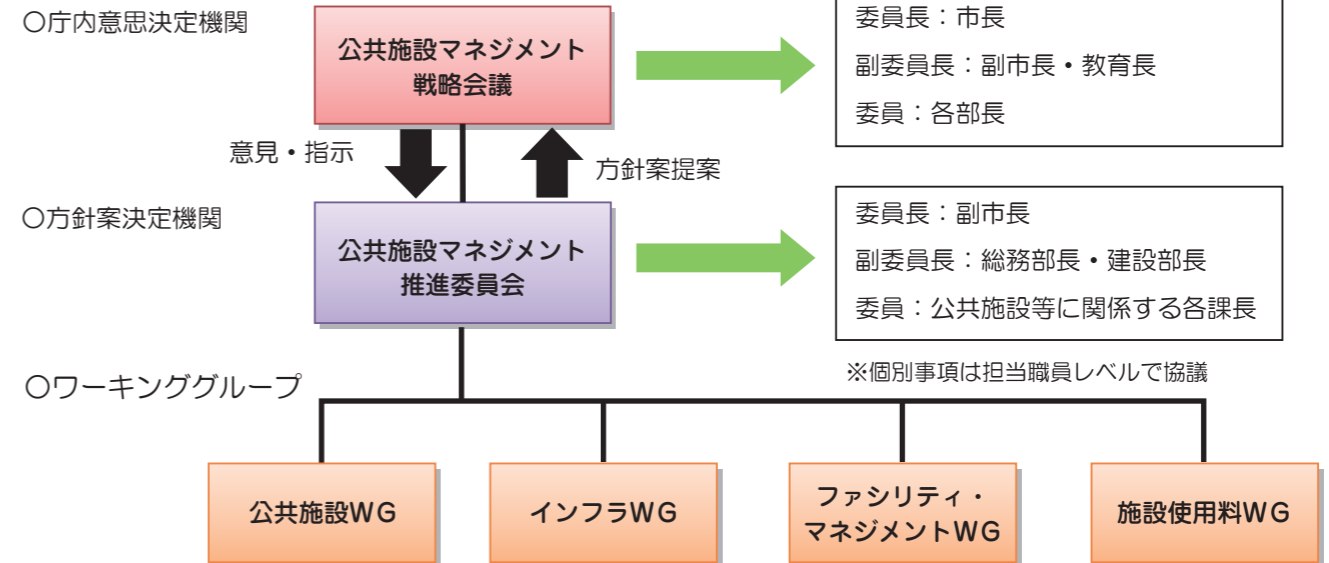 〇庁内意思決定機関
公共施設マネジメント
戦略会議
委員長：市長
副委員長：副市長・教育長
委員：各部長
意見・指示
方針案提案
〇方針案決定機関
公共施設マネジメント
推進委員会
委員長：副市長
副委員長：総務部長・建設部長
委員：公共施設等に関係する各課長
※個別事項は担当職員レベルで協議
〇ワーキンググループ
公共施設WG
インフラWG
ファシリティ・
マネジメントWG
施設使用料WG